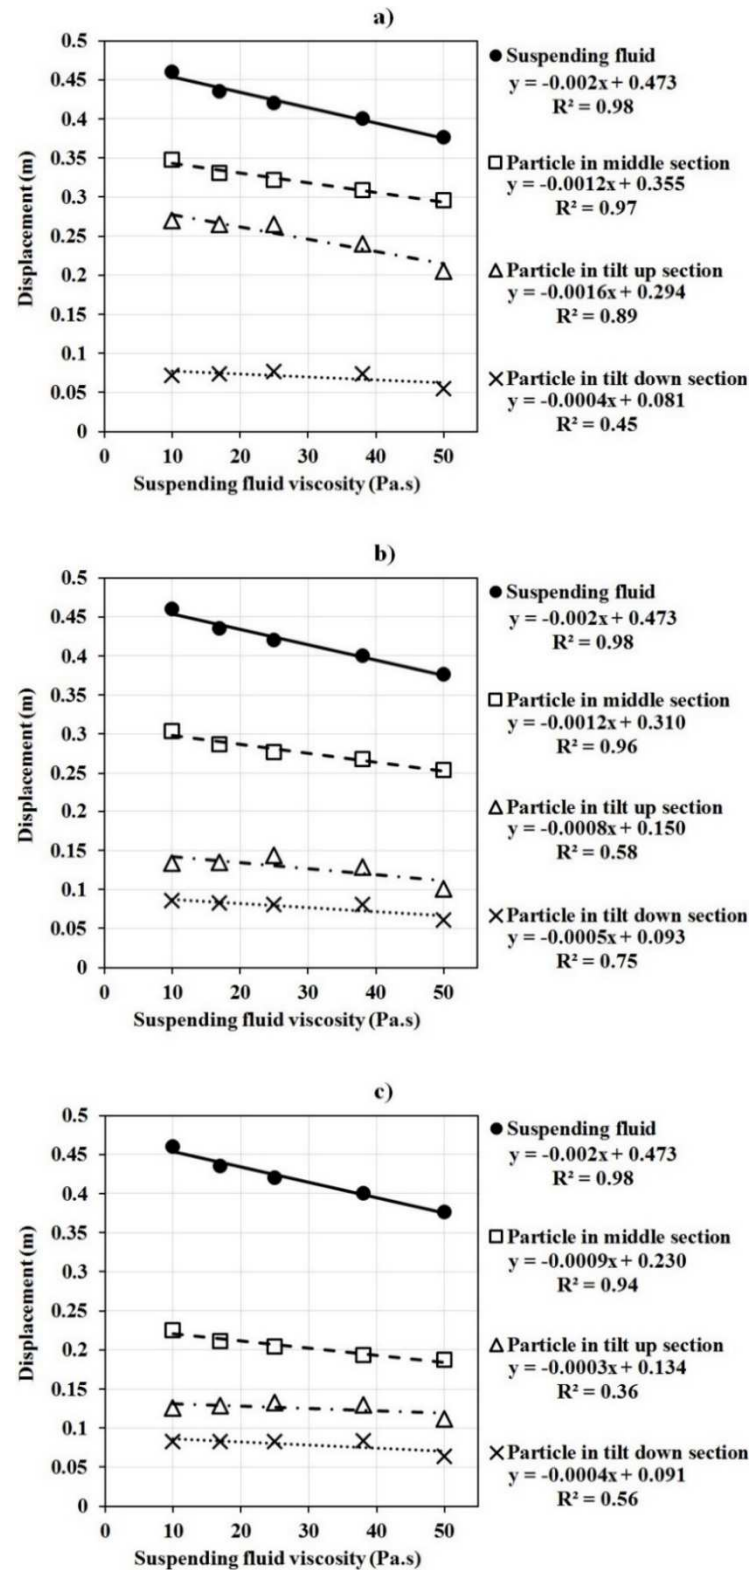 a)
0.5
0.45
0.4
0.35
0.3
0.25
0.2
0.15
0.1
0.05
0
Displacement (m)
0 10 20 30 40 50
Suspending fluid viscosity (Pa.s)
Suspending fluid
y = -0.002x + 0.473
R² = 0.98
Particle in middle section
y = -0.0012x + 0.355
R² = 0.97
Particle in tilt up section
y = -0.0016x + 0.294
R² = 0.89
Particle in tilt down section
y = -0.0004x + 0.081
R² = 0.45
b)
0.5
0.45
0.4
0.35
0.3
0.25
0.2
0.15
0.1
0.05
0
Displacement (m)
0 10 20 30 40 50
Suspending fluid viscosity (Pa.s)
Suspending fluid
y = -0.002x + 0.473
R² = 0.98
Particle in middle section
y = -0.0012x + 0.310
R² = 0.96
Particle in tilt up section
y = -0.0008x + 0.150
R² = 0.58
Particle in tilt down section
y = -0.0005x + 0.093
R² = 0.75
c)
0.5
0.45
0.4
0.35
0.3
0.25
0.2
0.15
0.1
0.05
0
Displacement (m)
0 10 20 30 40 50
Suspending fluid viscosity (Pa.s)
Suspending fluid
y = -0.002x + 0.473
R² = 0.98
Particle in middle section
y = -0.0009x + 0.230
R² = 0.94
Particle in tilt up section
y = -0.0003x + 0.134
R² = 0.36
Particle in tilt down section
y = -0.0004x + 0.091
R² = 0.56